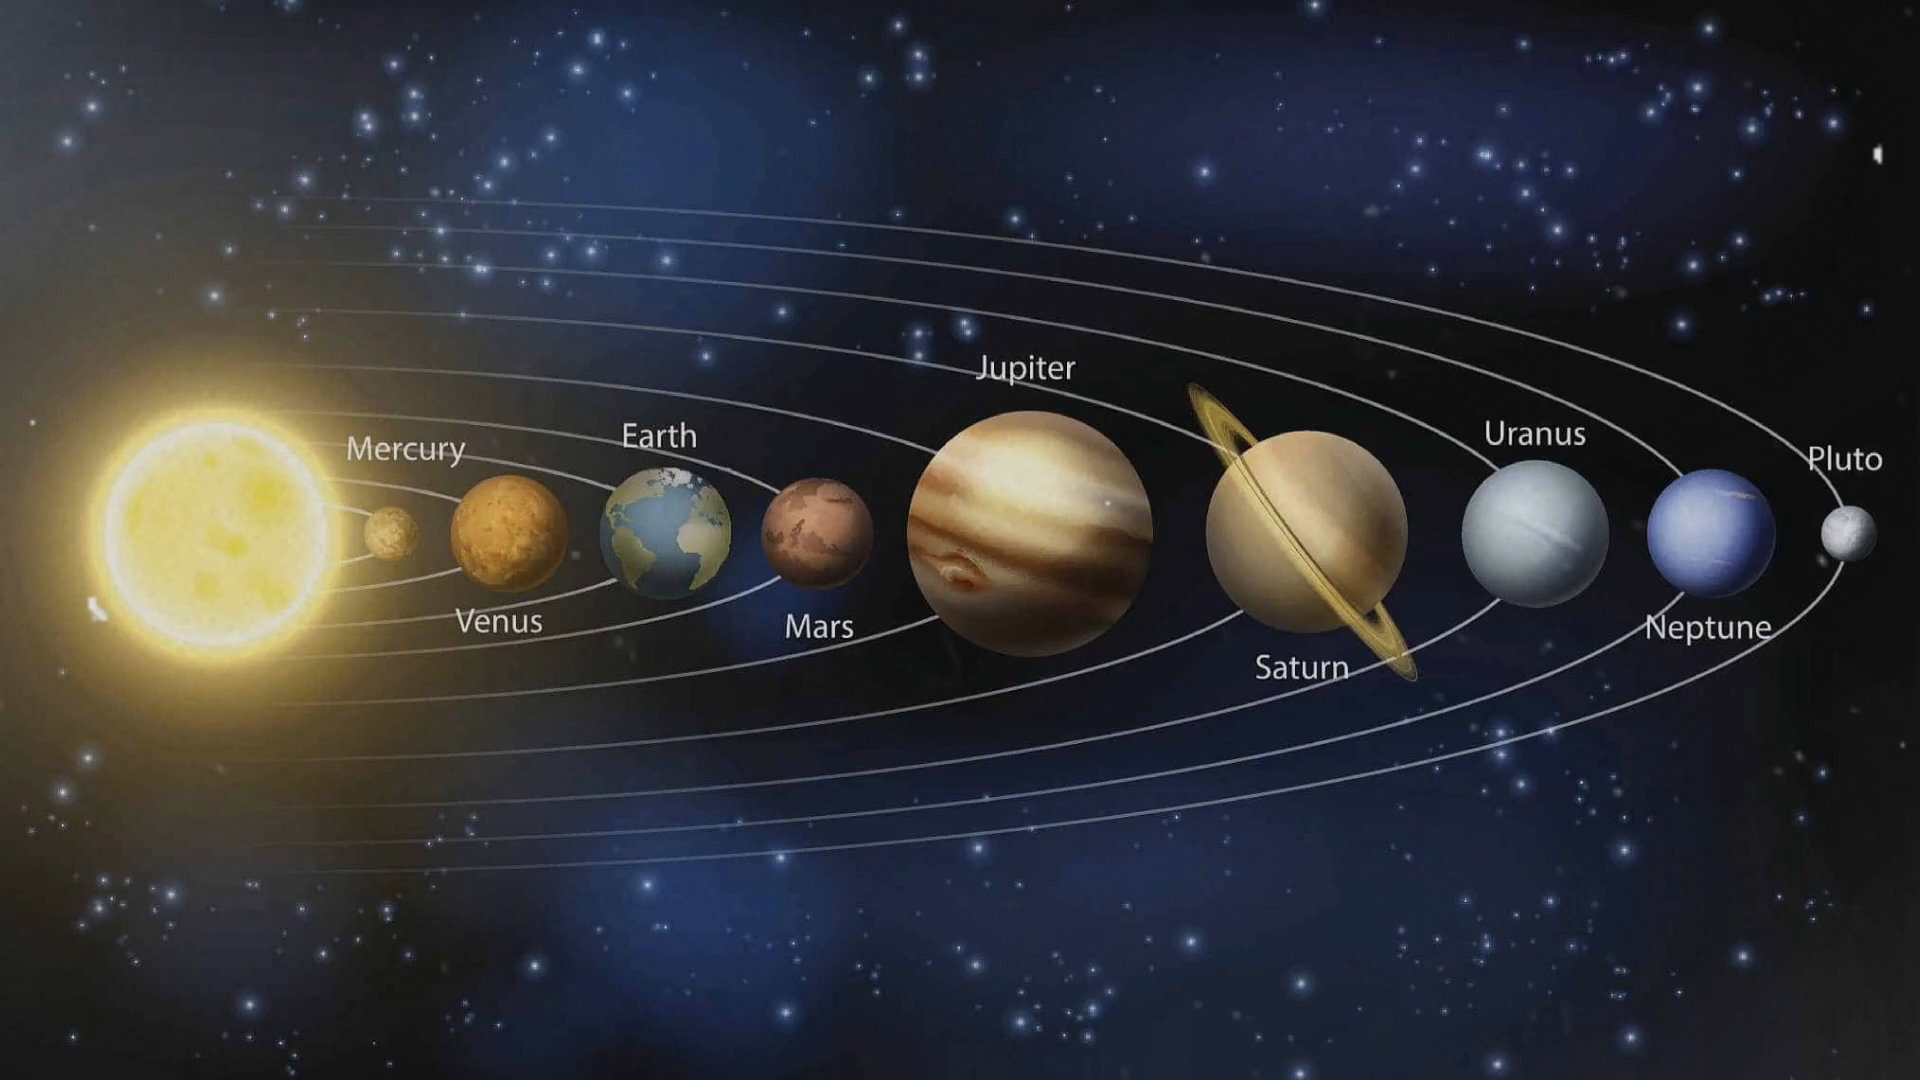 Mercury
Venus
Earth
Mars
Jupiter
Saturn
Uranus
Neptune
Pluto